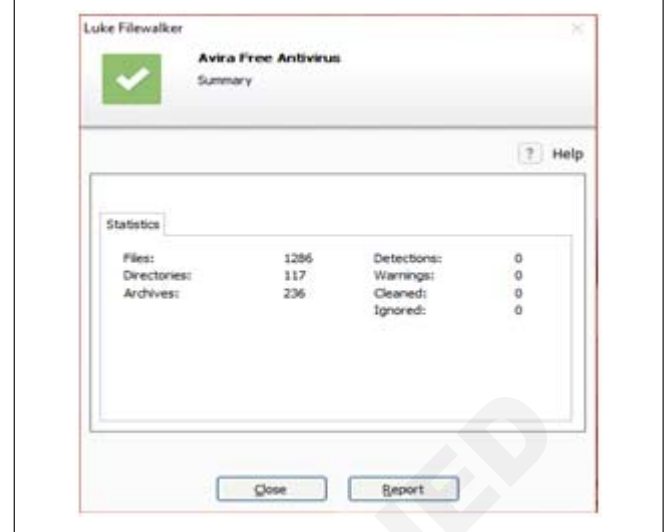 Luke Filewalker
Avira Free Antivirus
Summary
? Help
Statistics
Files: 1286 Detections: 0
Directories: 117 Warnings: 0
Archives: 236 Cleaned: 0
Ignored: 0
Close Report